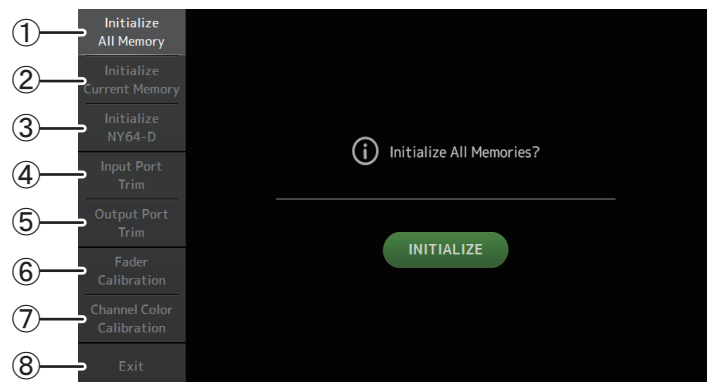 ① Initialize
All Memory
② Initialize
Current Memory
③ Initialize
NY64-D
④ Input Port
Trim
⑤ Output Port
Trim
⑥ Fader
Calibration
⑦ Channel Color
Calibration
⑧ Exit
Initialize All Memories?
INITIALIZE